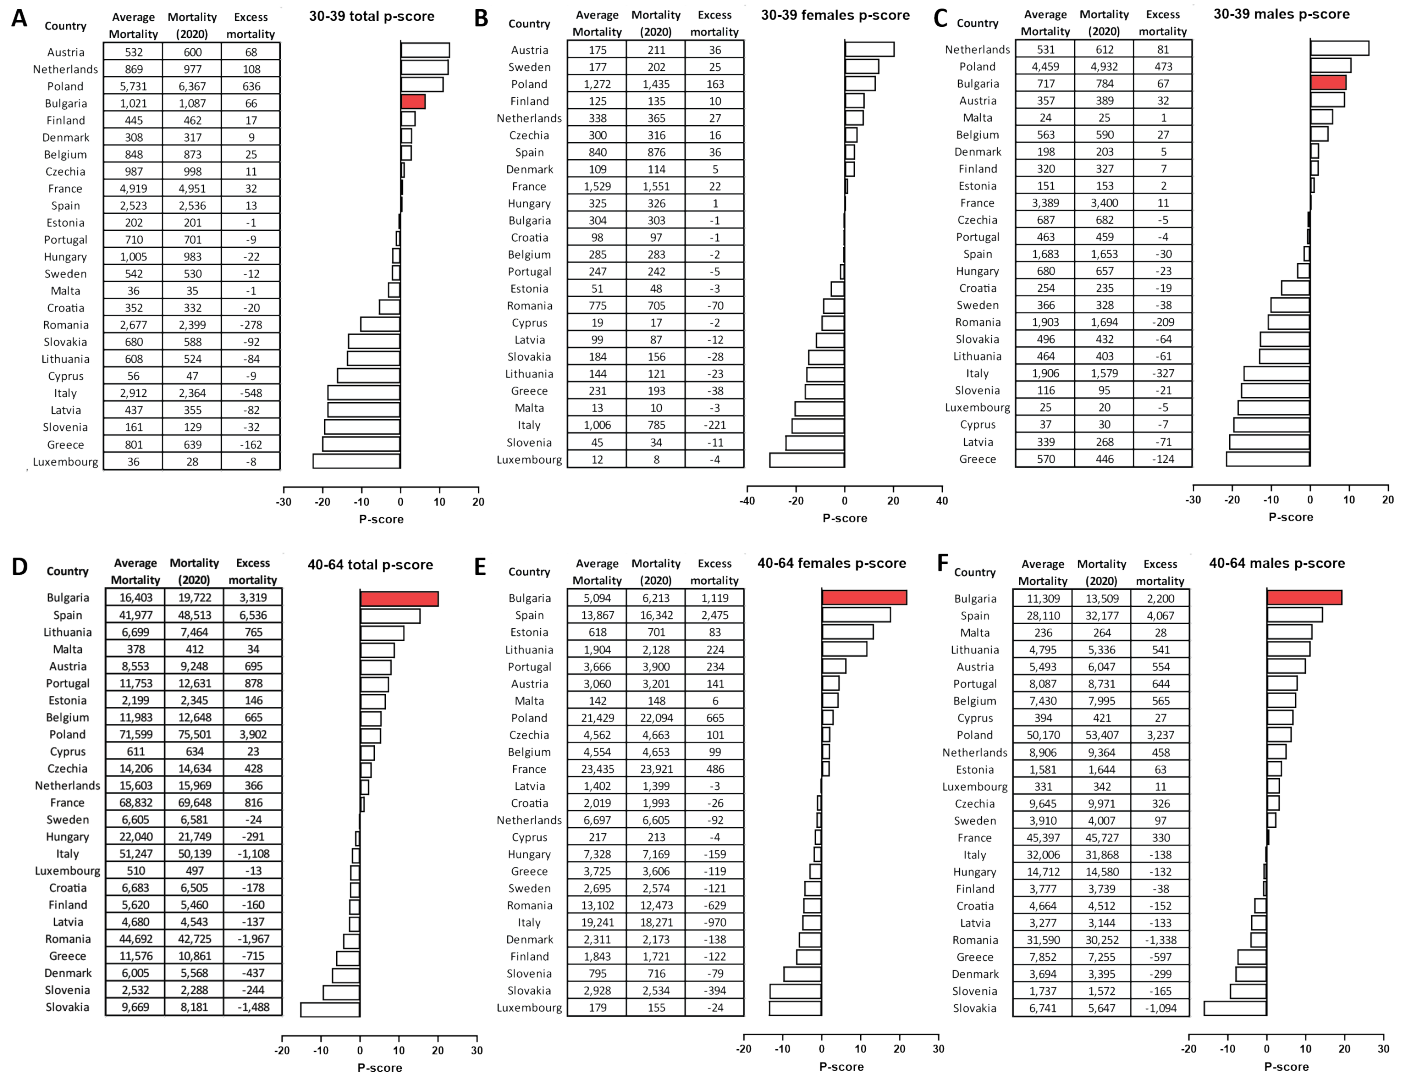 A
30-39 total p-score
Country Average Mortality Mortality (2020) Excess mortality
Austria 532 600 68
Netherlands 869 977 108
Poland 5,731 6,367 636
Bulgaria 1,021 1,087 66
Finland 445 462 17
Denmark 308 317 9
Belgium 848 873 25
Czechia 987 998 11
France 4,919 4,951 32
Spain 2,523 2,536 13
Estonia 202 201 -1
Portugal 710 701 -9
Hungary 1,005 983 -22
Sweden 542 530 -12
Malta 36 35 -1
Croatia 352 332 -20
Romania 2,677 2,399 -278
Slovakia 680 588 -92
Lithuania 608 524 -84
Cyprus 56 47 -9
Italy 2,912 2,364 -548
Latvia 437 355 -82
Slovenia 161 129 -32
Greece 801 639 -162
Luxembourg 36 28 -8
-30 -20 -10 0 10 20
P-score
B
30-39 females p-score
Country Average Mortality Mortality (2020) Excess mortality
Austria 175 211 36
Sweden 177 202 25
Poland 1,272 1,435 163
Finland 125 135 10
Netherlands 338 365 27
Czechia 300 316 16
Spain 840 876 36
Denmark 109 114 5
France 1,529 1,551 22
Hungary 325 326 1
Bulgaria 304 303 -1
Croatia 98 97 -1
Belgium 285 283 -2
Portugal 247 242 -5
Estonia 51 48 -3
Romania 775 705 -70
Cyprus 19 17 -2
Latvia 99 87 -12
Slovakia 184 156 -28
Lithuania 144 121 -23
Greece 231 193 -38
Malta 13 10 -3
Italy 1,006 785 -221
Slovenia 45 34 -11
Luxembourg 12 8 -4
-40 -20 0 20 40
P-score
C
30-39 males p-score
Country Average Mortality Mortality (2020) Excess mortality
Netherlands 531 612 81
Poland 4,459 4,932 473
Bulgaria 717 784 67
Austria 357 389 32
Malta 24 25 1
Belgium 563 590 27
Denmark 198 203 5
Finland 320 327 7
Estonia 151 153 2
France 3,389 3,400 11
Czechia 687 682 -5
Portugal 463 459 -4
Spain 1,683 1,653 -30
Hungary 680 657 -23
Croatia 254 235 -19
Sweden 366 328 -38
Romania 1,903 1,694 -209
Slovakia 496 432 -64
Lithuania 464 403 -61
Italy 1,906 1,579 -327
Slovenia 116 95 -21
Luxembourg 25 20 -5
Cyprus 37 30 -7
Latvia 339 268 -71
Greece 570 446 -124
-30 -20 -10 0 10 20
P-score
D
40-64 total p-score
Country Average Mortality Mortality (2020) Excess mortality
Bulgaria 16,403 19,722 3,319
Spain 41,977 48,513 6,536
Lithuania 6,699 7,464 765
Malta 378 412 34
Austria 8,553 9,248 695
Portugal 11,753 12,631 878
Estonia 2,199 2,345 146
Belgium 11,983 12,648 665
Poland 71,599 75,501 3,902
Cyprus 611 634 23
Czechia 14,206 14,634 428
Netherlands 15,603 15,969 366
France 68,832 69,648 816
Sweden 6,605 6,581 -24
Hungary 22,040 21,749 -291
Italy 51,247 50,139 -1,108
Luxembourg 510 497 -13
Croatia 6,683 6,505 -178
Finland 5,620 5,460 -160
Latvia 4,680 4,543 -137
Romania 44,692 42,725 -1,967
Greece 11,576 10,861 -715
Denmark 6,005 5,568 -437
Slovenia 2,532 2,288 -244
Slovakia 9,669 8,181 -1,488
-20 -10 0 10 20 30
P-score
E
40-64 females p-score
Country Average Mortality Mortality (2020) Excess mortality
Bulgaria 5,094 6,213 1,119
Spain 13,867 16,342 2,475
Estonia 618 701 83
Lithuania 1,904 2,128 224
Portugal 3,666 3,900 234
Austria 3,060 3,201 141
Malta 142 148 6
Poland 21,429 22,094 665
Czechia 4,562 4,663 101
Belgium 4,554 4,653 99
France 23,435 23,921 486
Latvia 1,402 1,399 -3
Croatia 2,019 1,993 -26
Netherlands 6,697 6,605 -92
Cyprus 217 213 -4
Hungary 7,328 7,169 -159
Greece 3,725 3,606 -119
Sweden 2,695 2,574 -121
Romania 13,102 12,473 -629
Italy 19,241 18,271 -970
Denmark 2,311 2,173 -138
Finland 1,843 1,721 -122
Slovenia 795 716 -79
Slovakia 2,928 2,534 -394
Luxembourg 179 155 -24
-20 -10 0 10 20 30
P-score
F
40-64 males p-score
Country Average Mortality Mortality (2020) Excess mortality
Bulgaria 11,309 13,509 2,200
Spain 28,110 32,177 4,067
Malta 236 264 28
Lithuania 4,795 5,336 541
Austria 5,493 6,047 554
Portugal 8,087 8,731 644
Belgium 7,430 7,995 565
Cyprus 394 421 27
Poland 50,170 53,407 3,237
Netherlands 8,906 9,364 458
Estonia 1,581 1,644 63
Luxembourg 331 342 11
Czechia 9,645 9,971 326
Sweden 3,910 4,007 97
France 45,397 45,727 330
Italy 32,006 31,868 -138
Hungary 14,712 14,580 -132
Finland 3,777 3,739 -38
Croatia 4,664 4,512 -152
Latvia 3,277 3,144 -133
Romania 31,590 30,252 -1,338
Greece 7,852 7,255 -597
Denmark 3,694 3,395 -299
Slovenia 1,737 1,572 -165
Slovakia 6,741 5,647 -1,094
-20 -10 0 10 20 30
P-score